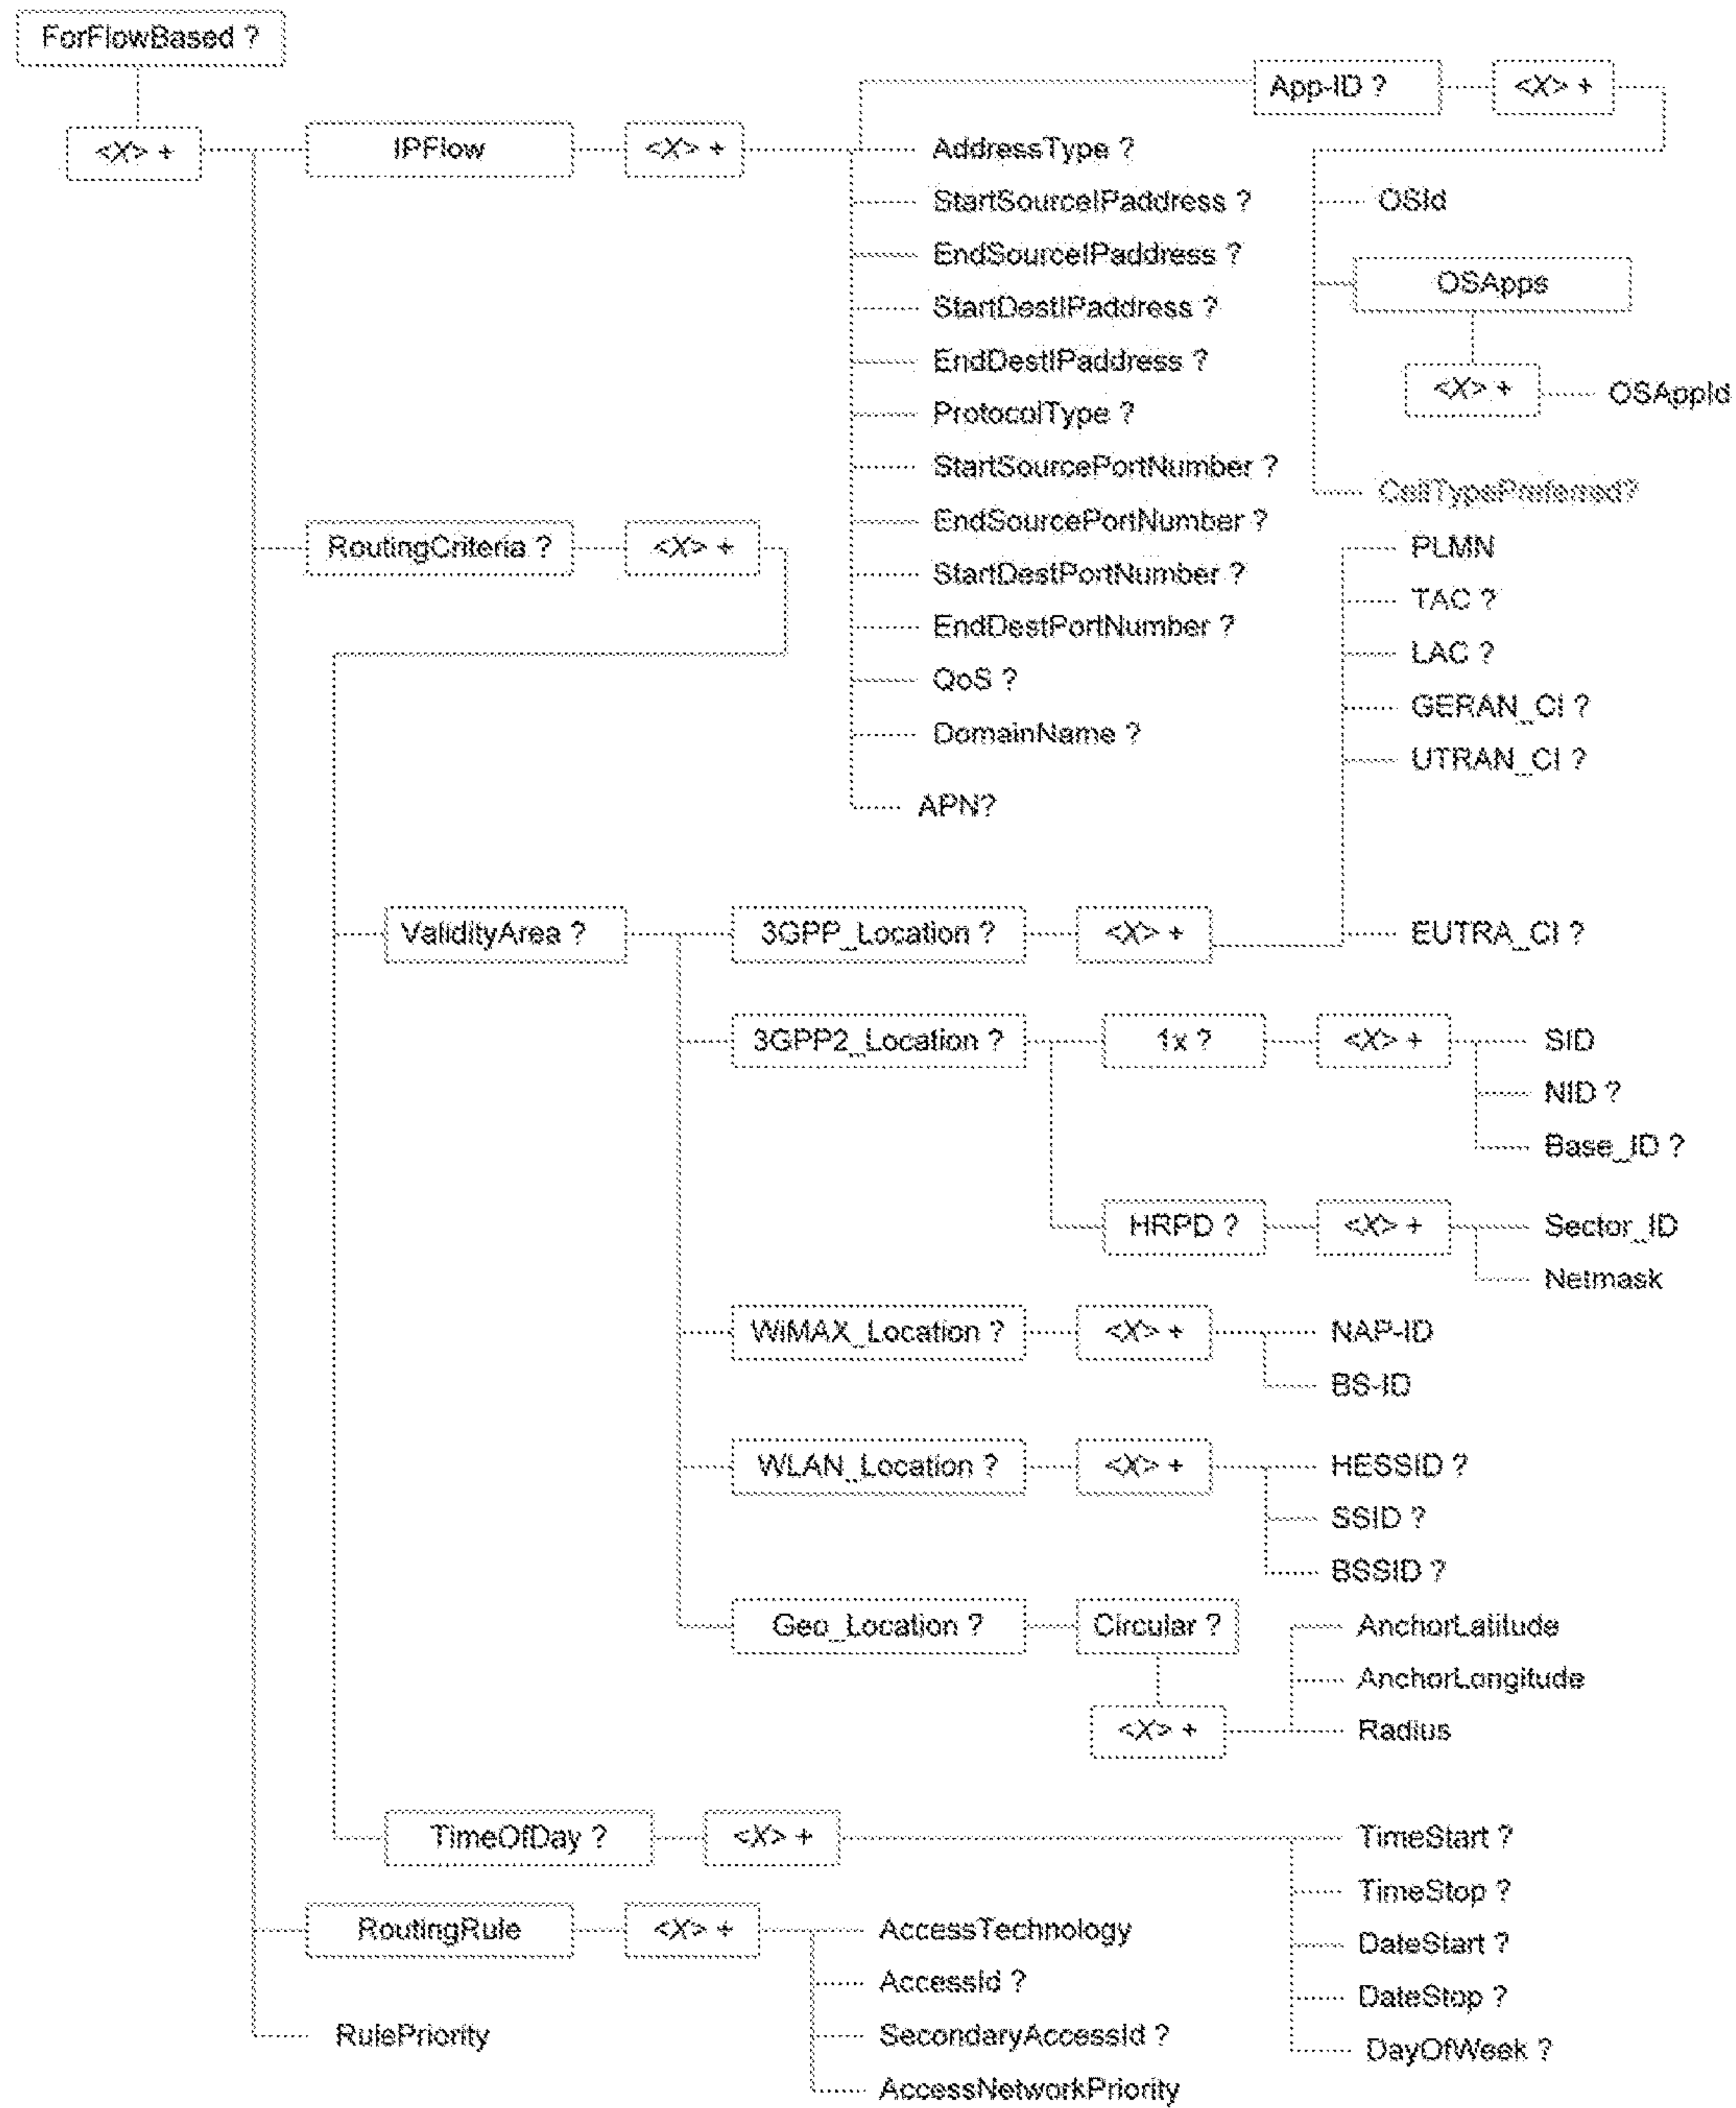 ForFlowBased ?
App-ID ?
<X> +
<X> +
IPFlow
<X> +
AddressType ?
StartSourceIPaddress ?
OSId
EndSourceIPaddress ?
OSApps
StartDestIPaddress ?
EndDestIPaddress ?
<X> +
OSAppId
ProtocolType ?
StartSourcePortNumber ?
CellTypePreferred?
EndSourcePortNumber ?
RoutingCriteria ?
<X> +
PLMN
StartDestPortNumber ?
TAC ?
EndDestPortNumber ?
LAC ?
QoS ?
GERAN_CI ?
DomainName ?
UTRAN_CI ?
APN?
ValidityArea ?
3GPP_Location ?
<X> +
EUTRA_CI ?
3GPP2_Location ?
1x ?
<X> +
SID
NID ?
Base_ID ?
HRPD ?
<X> +
Sector_ID
Netmask
WiMAX_Location ?
<X> +
NAP-ID
BS-ID
WLAN_Location ?
<X> +
HESSID ?
SSID ?
BSSID ?
Geo_Location ?
Circular ?
AnchorLatitude
AnchorLongitude
<X> +
Radius
TimeOfDay ?
<X> +
TimeStart ?
TimeStop ?
RoutingRule
<X> +
AccessTechnology
DateStart ?
AccessId ?
DateStop ?
RulePriority
SecondaryAccessId ?
DayOfWeek ?
AccessNetworkPriority